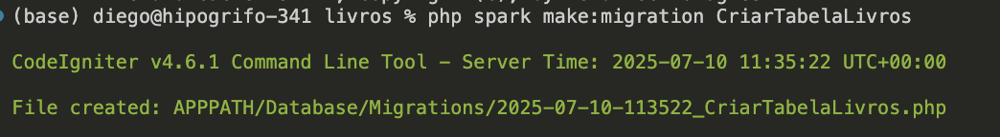 (base) diego@hipogrifo-341 livros % php spark make:migration CriarTabelaLivros
CodeIgniter v4.6.1 Command Line Tool - Server Time: 2025-07-10 11:35:22 UTC+00:00
File created: APPPATH/Database/Migrations/2025-07-10-113522_CriarTabelaLivros.php